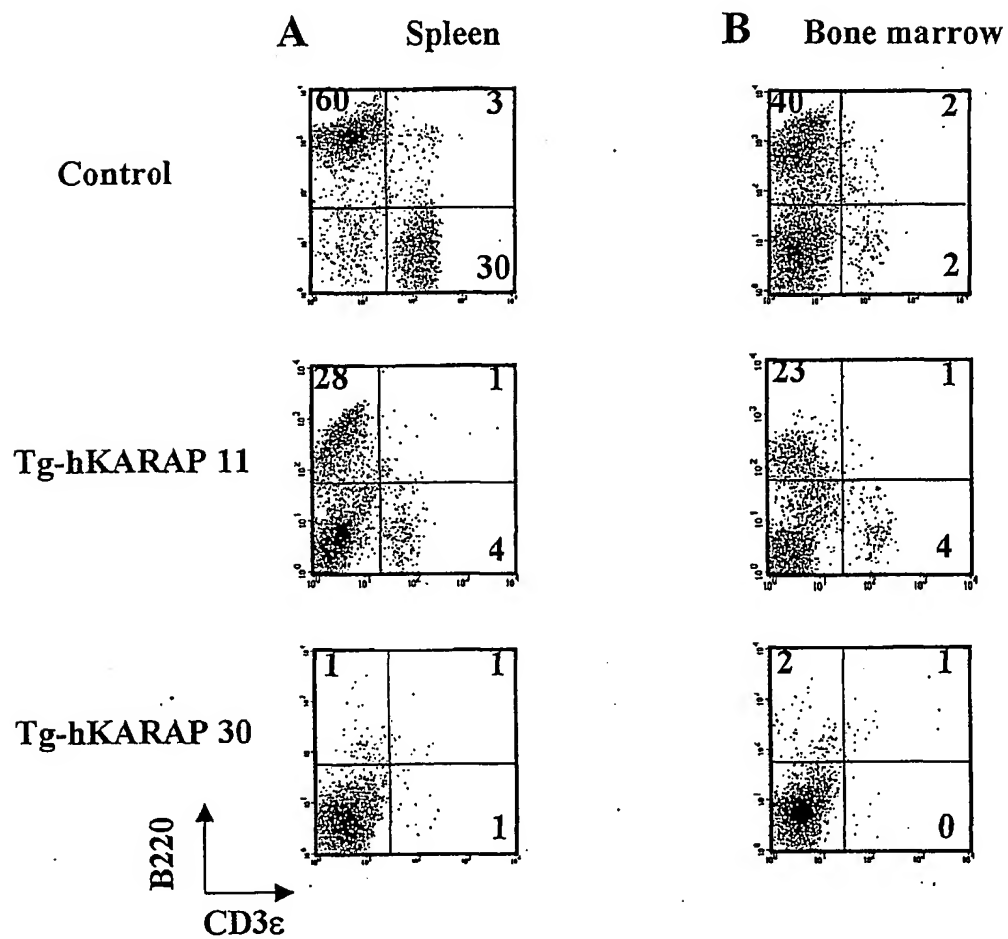 A Spleen
B Bone marrow
Control
60 3
30
40 2
2
Tg-hKARAP 11
28 1
4
23 1
4
Tg-hKARAP 30
1 1
1
2 1
0
B220
CD3ε